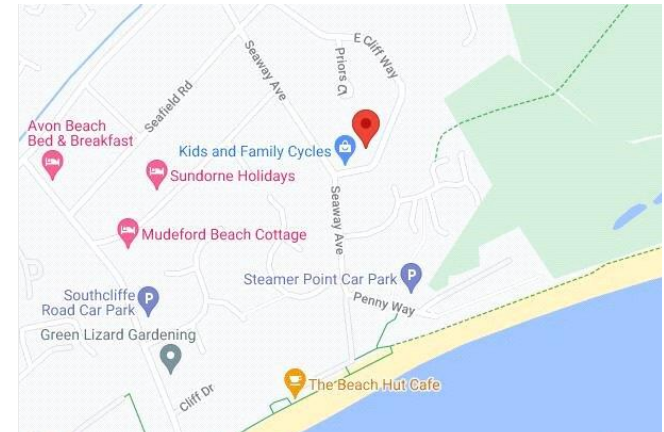 E Cliff Way
Priors Cl
Seaway Ave
Seafield Rd
Avon Beach
Bed & Breakfast
Kids and Family Cycles
Sundorne Holidays
Seaway Ave
Mudeford Beach Cottage
Steamer Point Car Park
P
Southcliffe
Road Car Park
P
Penny Way
Green Lizard Gardening
The Beach Hut Cafe
Cliff Dr